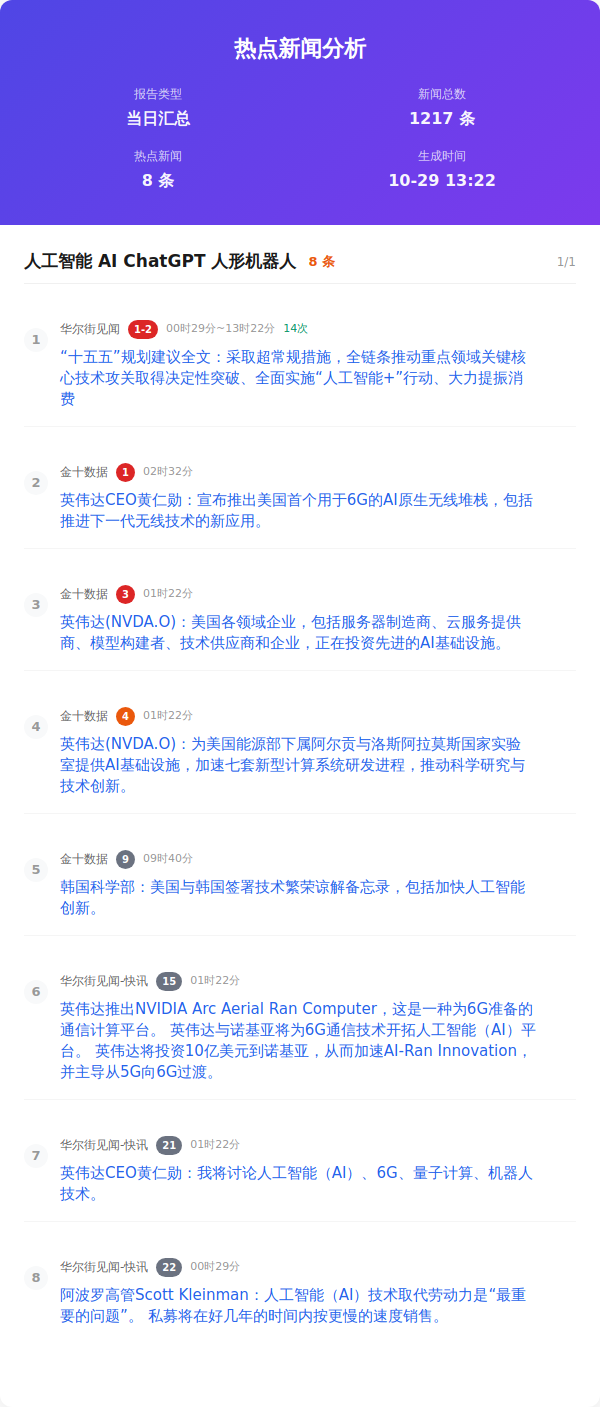 热点新闻分析
报告类型
新闻总数
当日汇总
1217 条
热点新闻
生成时间
8 条
10-29 13:22
人工智能 AI ChatGPT 人形机器人 8 条 1/1
1
华尔街见闻 1-2 00时29分~13时22分 14次
“十五五”规划建议全文：采取超常规措施，全链条推动重点领域关键核
心技术攻关取得决定性突破、全面实施“人工智能+”行动、大力提振消
费
2
金十数据 1 02时32分
英伟达CEO黄仁勋：宣布推出美国首个用于6G的AI原生无线堆栈，包括
推进下一代无线技术的新应用。
3
金十数据 3 01时22分
英伟达(NVDA.O)：美国各领域企业，包括服务器制造商、云服务提供
商、模型构建者、技术供应商和企业，正在投资先进的AI基础设施。
4
金十数据 4 01时22分
英伟达(NVDA.O)：为美国能源部下属阿尔贡与洛斯阿拉莫斯国家实验
室提供AI基础设施，加速七套新型计算系统研发进程，推动科学研究与
技术创新。
5
金十数据 9 09时40分
韩国科学部：美国与韩国签署技术繁荣谅解备忘录，包括加快人工智能
创新。
6
华尔街见闻-快讯 15 01时22分
英伟达推出NVIDIA Arc Aerial Ran Computer，这是一种为6G准备的
通信计算平台。 英伟达与诺基亚将为6G通信技术开拓人工智能（AI）平
台。 英伟达将投资10亿美元到诺基亚，从而加速AI-Ran Innovation，
并主导从5G向6G过渡。
7
华尔街见闻-快讯 21 01时22分
英伟达CEO黄仁勋：我将讨论人工智能（AI）、6G、量子计算、机器人
技术。
8
华尔街见闻-快讯 22 00时29分
阿波罗高管Scott Kleinman：人工智能（AI）技术取代劳动力是“最重
要的问题”。 私募将在好几年的时间内按更慢的速度销售。